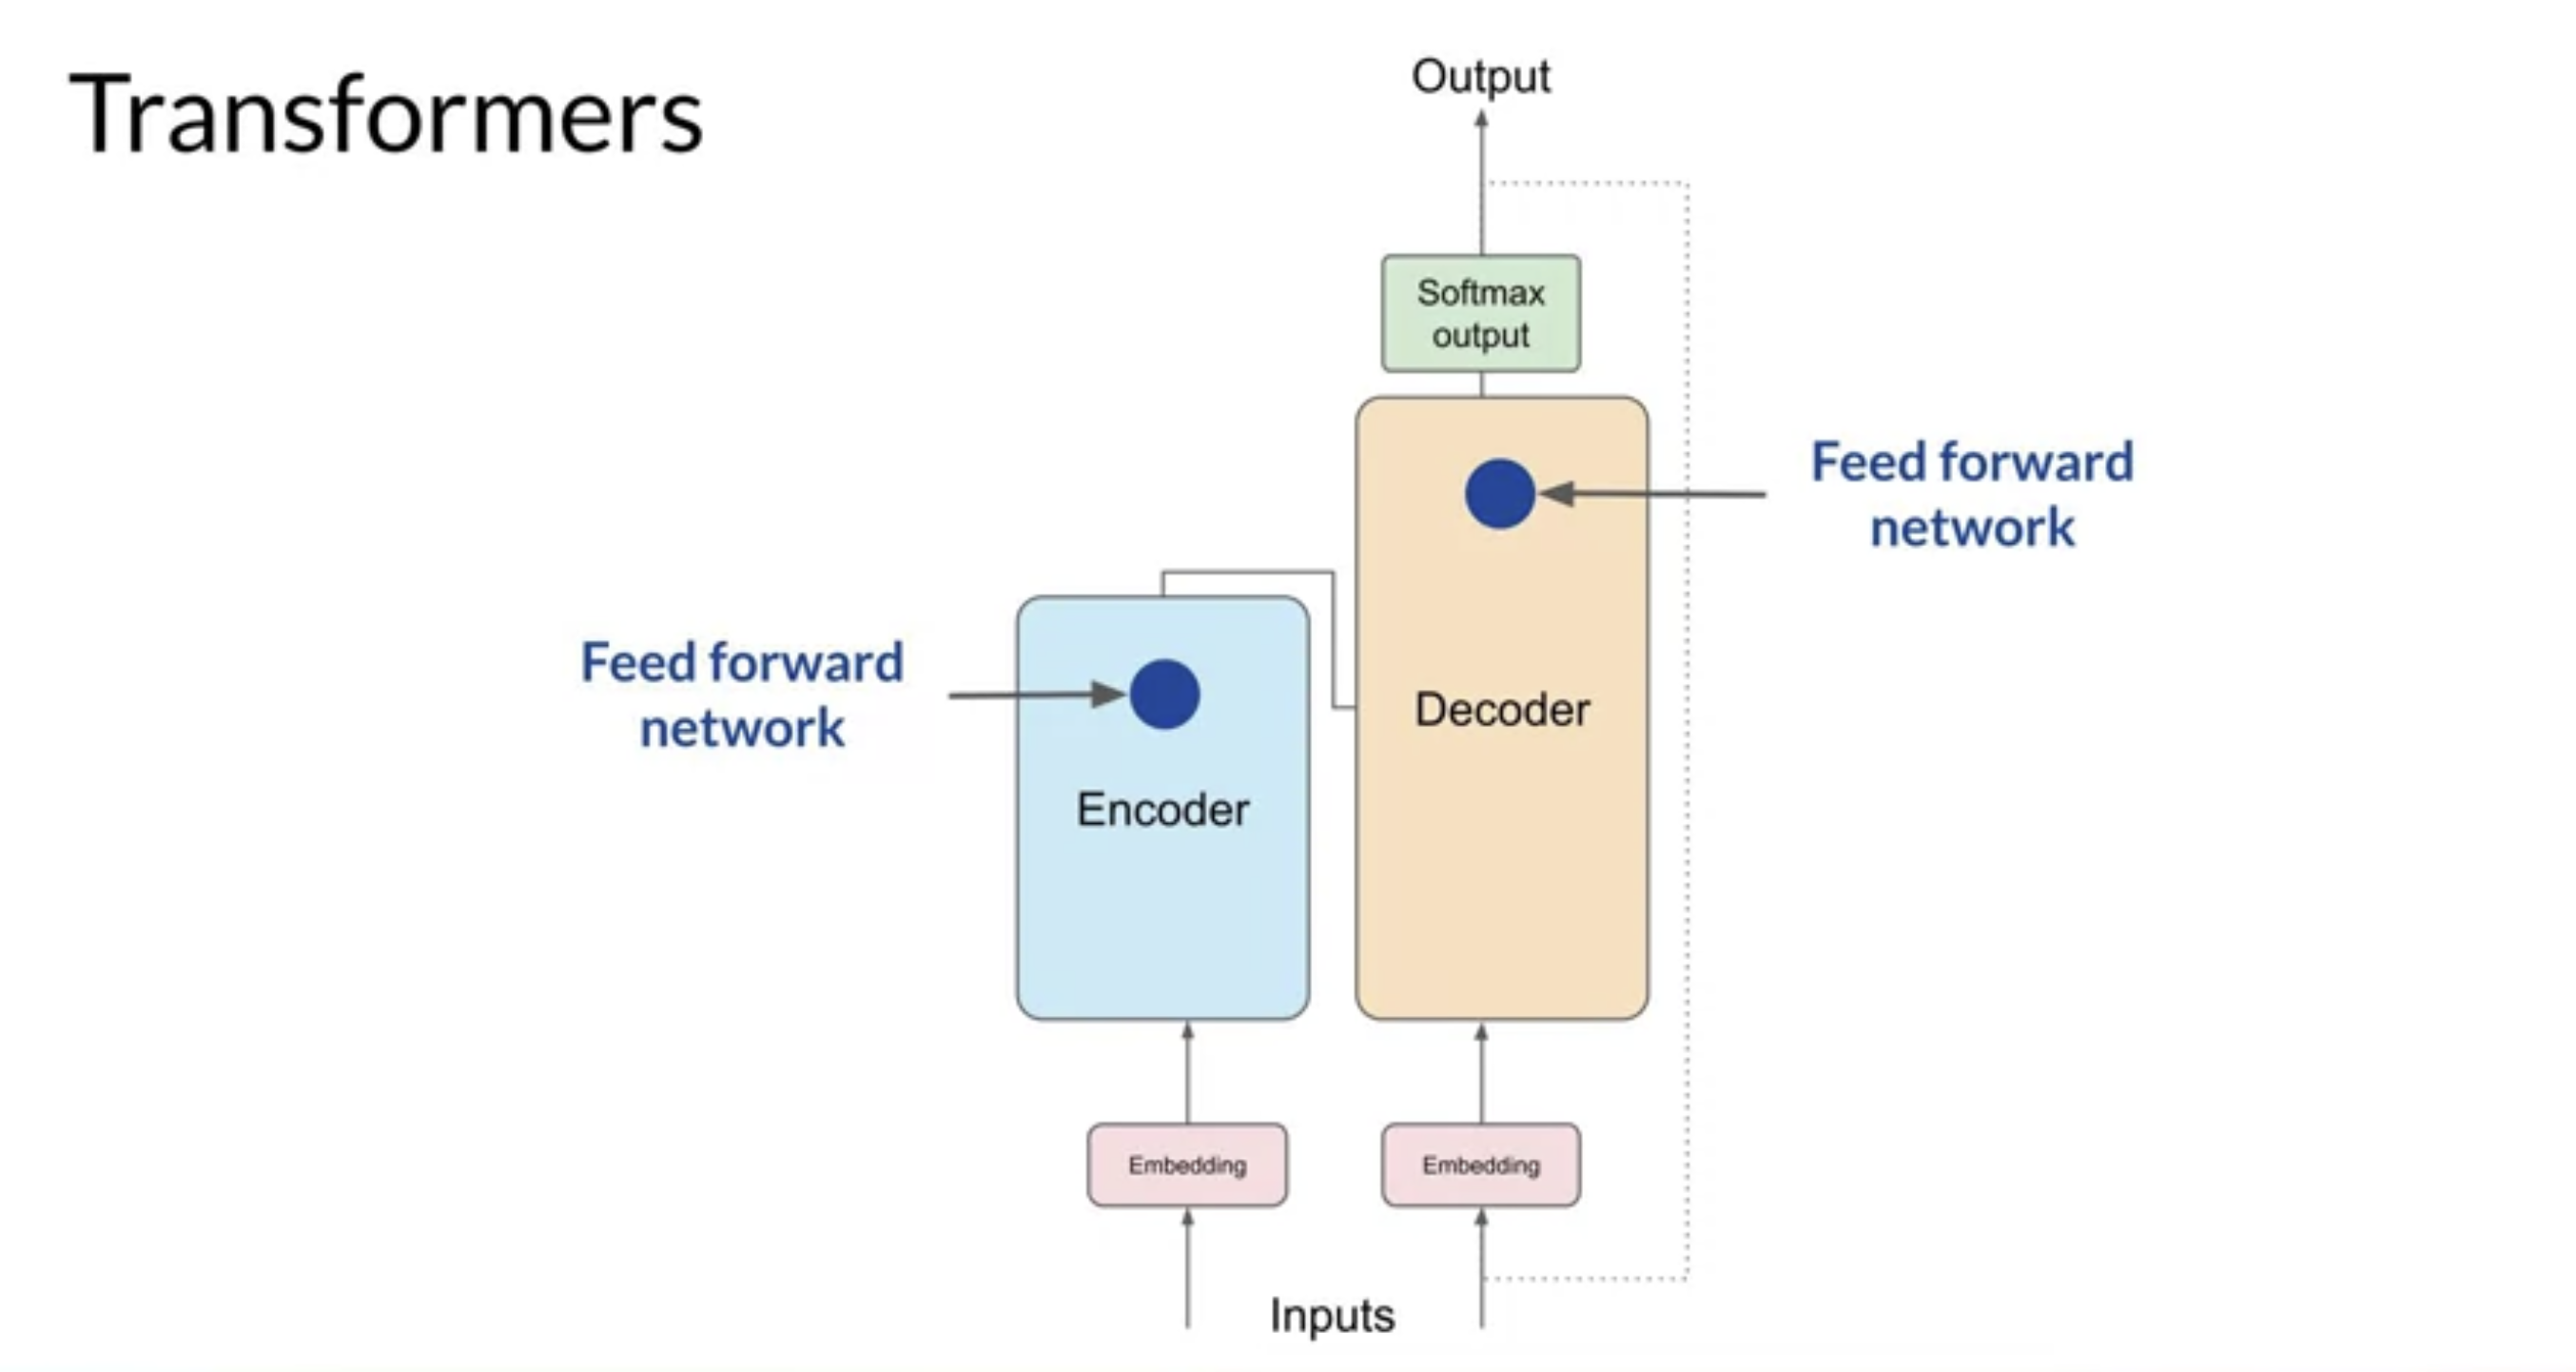 Transformers
Output
Softmax
output
Feed forward
network
Decoder
Feed forward
network
Encoder
Embedding
Embedding
Inputs